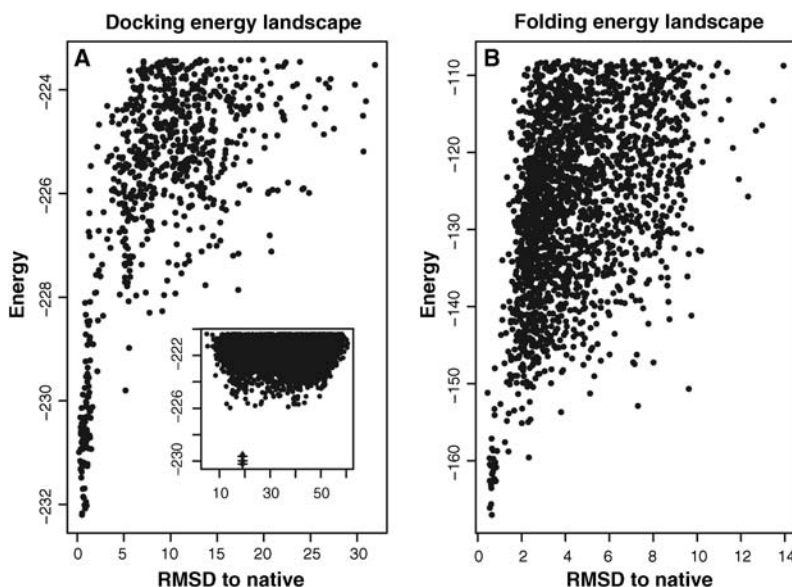 Docking energy landscape
A
Energy
-224
-226
-228
-230
-232
0 5 10 15 20 25 30
RMSD to native
-222
-226
-230
10 30 50
Folding energy landscape
B
Energy
-110
-120
-130
-140
-150
-160
0 2 4 6 8 10 12 14
RMSD to native